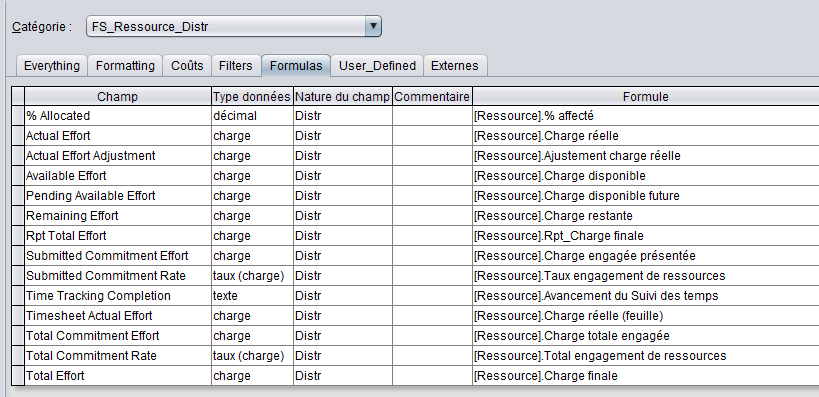 Catégorie : FS_Ressource_Distr
Everything Formatting Coûts Filters Formulas User_Defined Externes
Champ Type données Nature du champ Commentaire Formule
% Allocated décimal Distr [Ressource].% affecté
Actual Effort charge Distr [Ressource].Charge réelle
Actual Effort Adjustment charge Distr [Ressource].Ajustement charge réelle
Available Effort charge Distr [Ressource].Charge disponible
Pending Available Effort charge Distr [Ressource].Charge disponible future
Remaining Effort charge Distr [Ressource].Charge restante
Rpt Total Effort charge Distr [Ressource].Rpt_Charge finale
Submitted Commitment Effort charge Distr [Ressource].Charge engagée présentée
Submitted Commitment Rate taux (charge) Distr [Ressource].Taux engagement de ressources
Time Tracking Completion texte Distr [Ressource].Avancement du Suivi des temps
Timesheet Actual Effort charge Distr [Ressource].Charge réelle (feuille)
Total Commitment Effort charge Distr [Ressource].Charge totale engagée
Total Commitment Rate taux (charge) Distr [Ressource].Total engagement de ressources
Total Effort charge Distr [Ressource].Charge finale